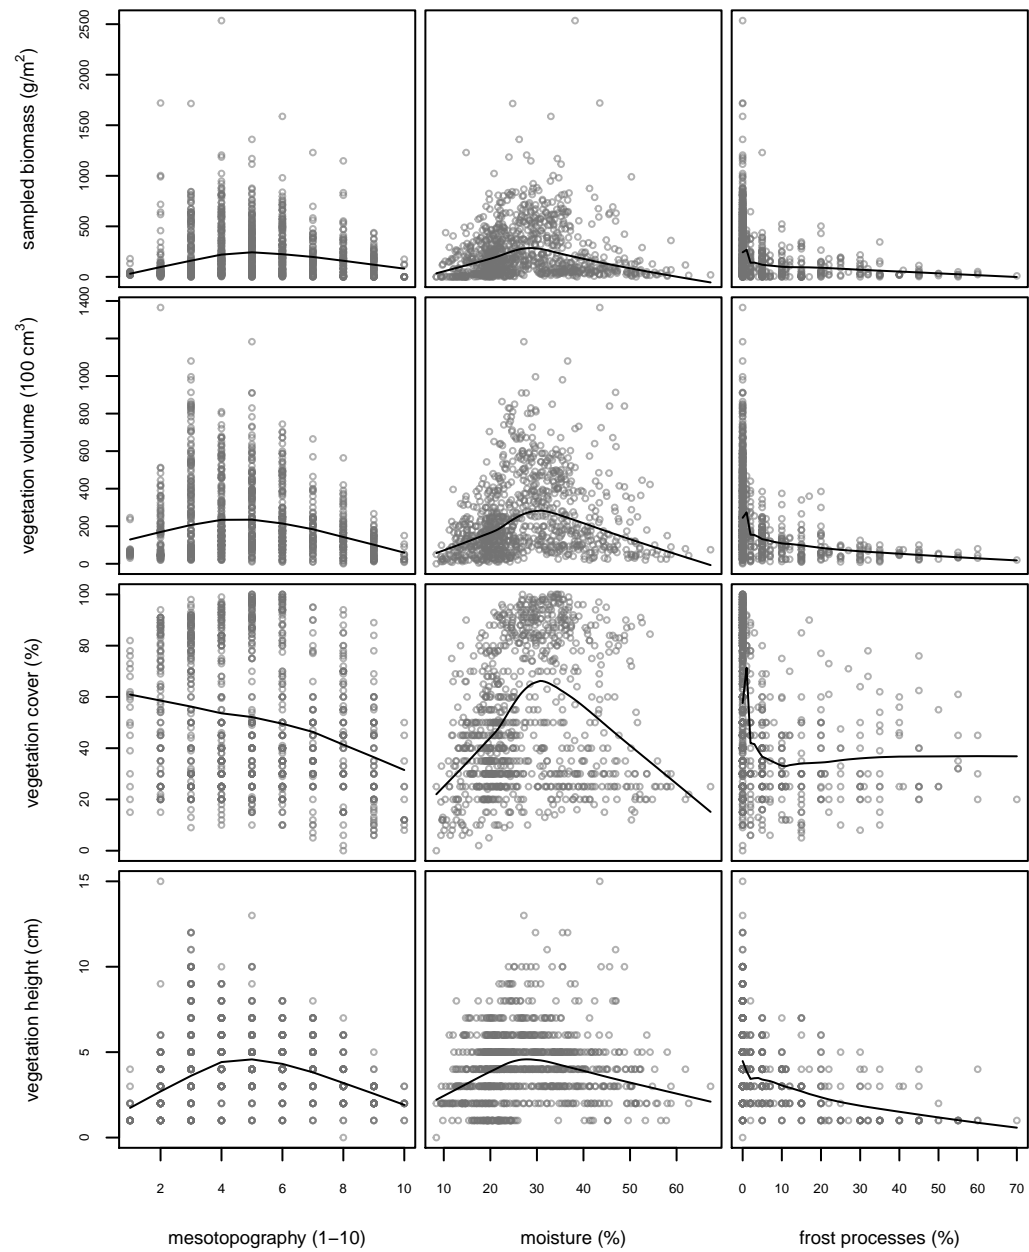 sampled biomass (g/m²)
0 500 1000 1500 2000 2500
vegetation volume (100 cm³)
0 200 400 600 800 1000 1400
vegetation cover (%)
0 20 40 60 80 100
vegetation height (cm)
0 5 10 15
2 4 6 8 10
10 20 30 40 50 60
0 10 20 30 40 50 60 70
mesotopography (1–10)
moisture (%)
frost processes (%)